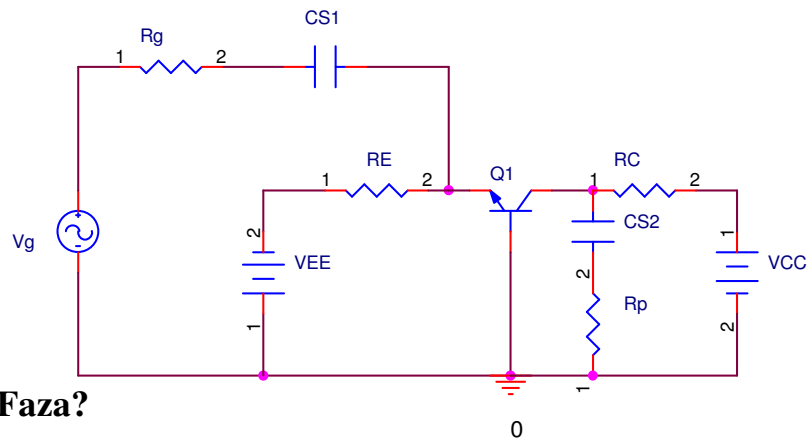 CS1
Rg
1 2
RE Q1 RC
1 2 1 2
CS2
Vg
2 1
VEE VCC
2
Rp
1 2
1
Faza?
0